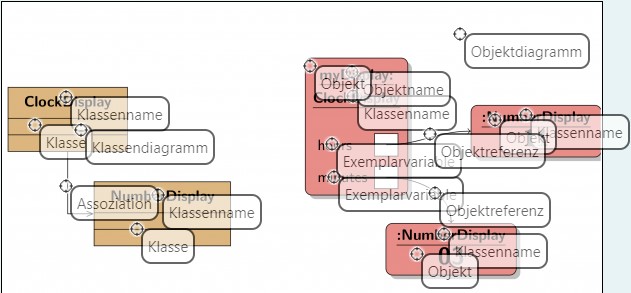 Objektdiagramm
my
Objekt
Objektname
ClockDisplay
Klassenname
ClockDisplay
Klassenname
Klasse
Klassendiagramm
:NumberDisplay
Objekt
Klassenname
hours
Exemplarvariable
Objektreferenz
minutes
Exemplarvariable
Objektreferenz
Assoziation
NumberDisplay
Klassenname
Klasse
:NumberDisplay
Klassenname
03
Objekt